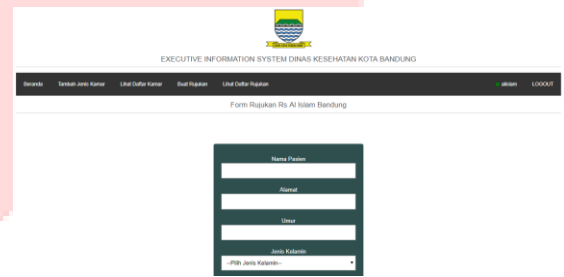 EXECUTIVE INFORMATION SYSTEM DINAS KESEHATAN KOTA BANDUNG
Beranda Tambah Jenis Kamar Lihat Daftar Kamar Buat Rujukan Lihat Daftar Rujukan alislam LOGOUT
Form Rujukan Rs Al Islam Bandung
Nama Pasien
Alamat
Umur
Jenis Kelamin
--Pilih Jenis Kelamin--